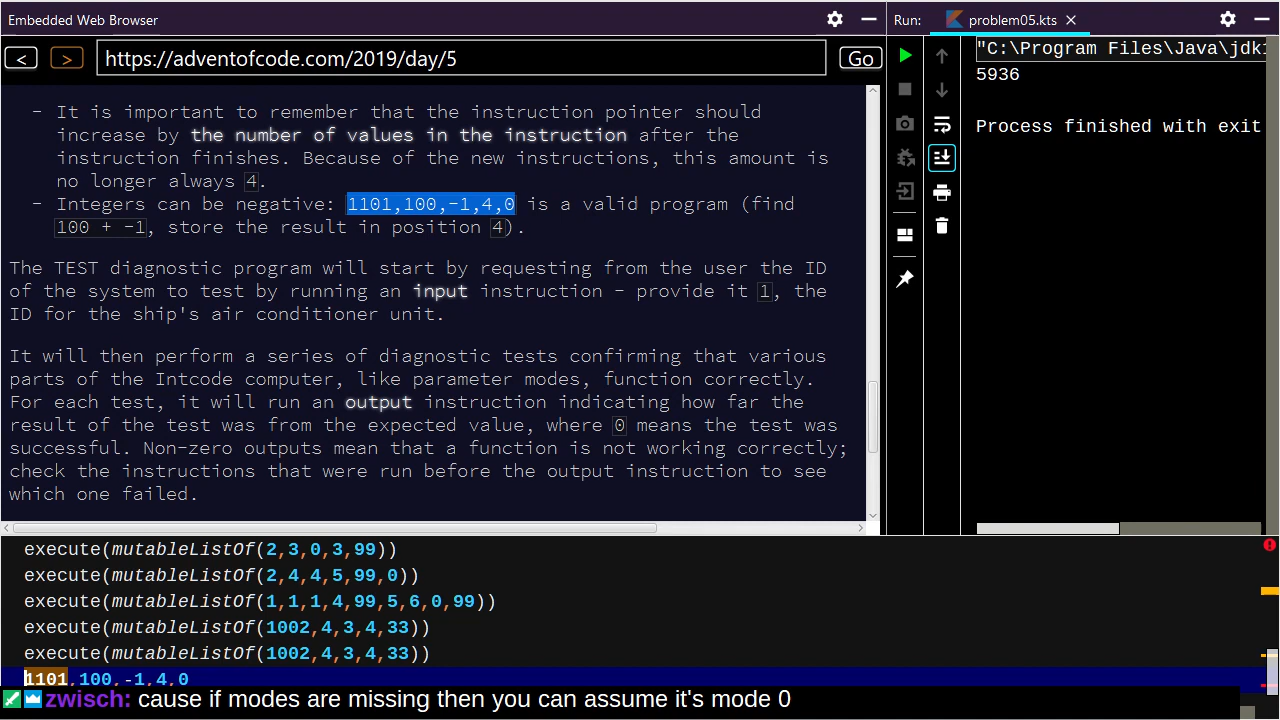 Embedded Web Browser
Run: problem05.kts
< > https://adventofcode.com/2019/day/5 Go
"C:\Program Files\Java\jdk1
5936
Process finished with exit
- It is important to remember that the instruction pointer should
increase by the number of values in the instruction after the
instruction finishes. Because of the new instructions, this amount is
no longer always 4.
- Integers can be negative: 1101,100,-1,4,0 is a valid program (find
100 + -1, store the result in position 4).
The TEST diagnostic program will start by requesting from the user the ID
of the system to test by running an input instruction - provide it 1, the
ID for the ship's air conditioner unit.
It will then perform a series of diagnostic tests confirming that various
parts of the Intcode computer, like parameter modes, function correctly.
For each test, it will run an output instruction indicating how far the
result of the test was from the expected value, where 0 means the test was
successful. Non-zero outputs mean that a function is not working correctly;
check the instructions that were run before the output instruction to see
which one failed.
execute(mutableListOf(2,3,0,3,99))
execute(mutableListOf(2,4,4,5,99,0))
execute(mutableListOf(1,1,1,4,99,5,6,0,99))
execute(mutableListOf(1002,4,3,4,33))
execute(mutableListOf(1002,4,3,4,33))
1101,100,-1,4,0
zwisch: cause if modes are missing then you can assume it's mode 0